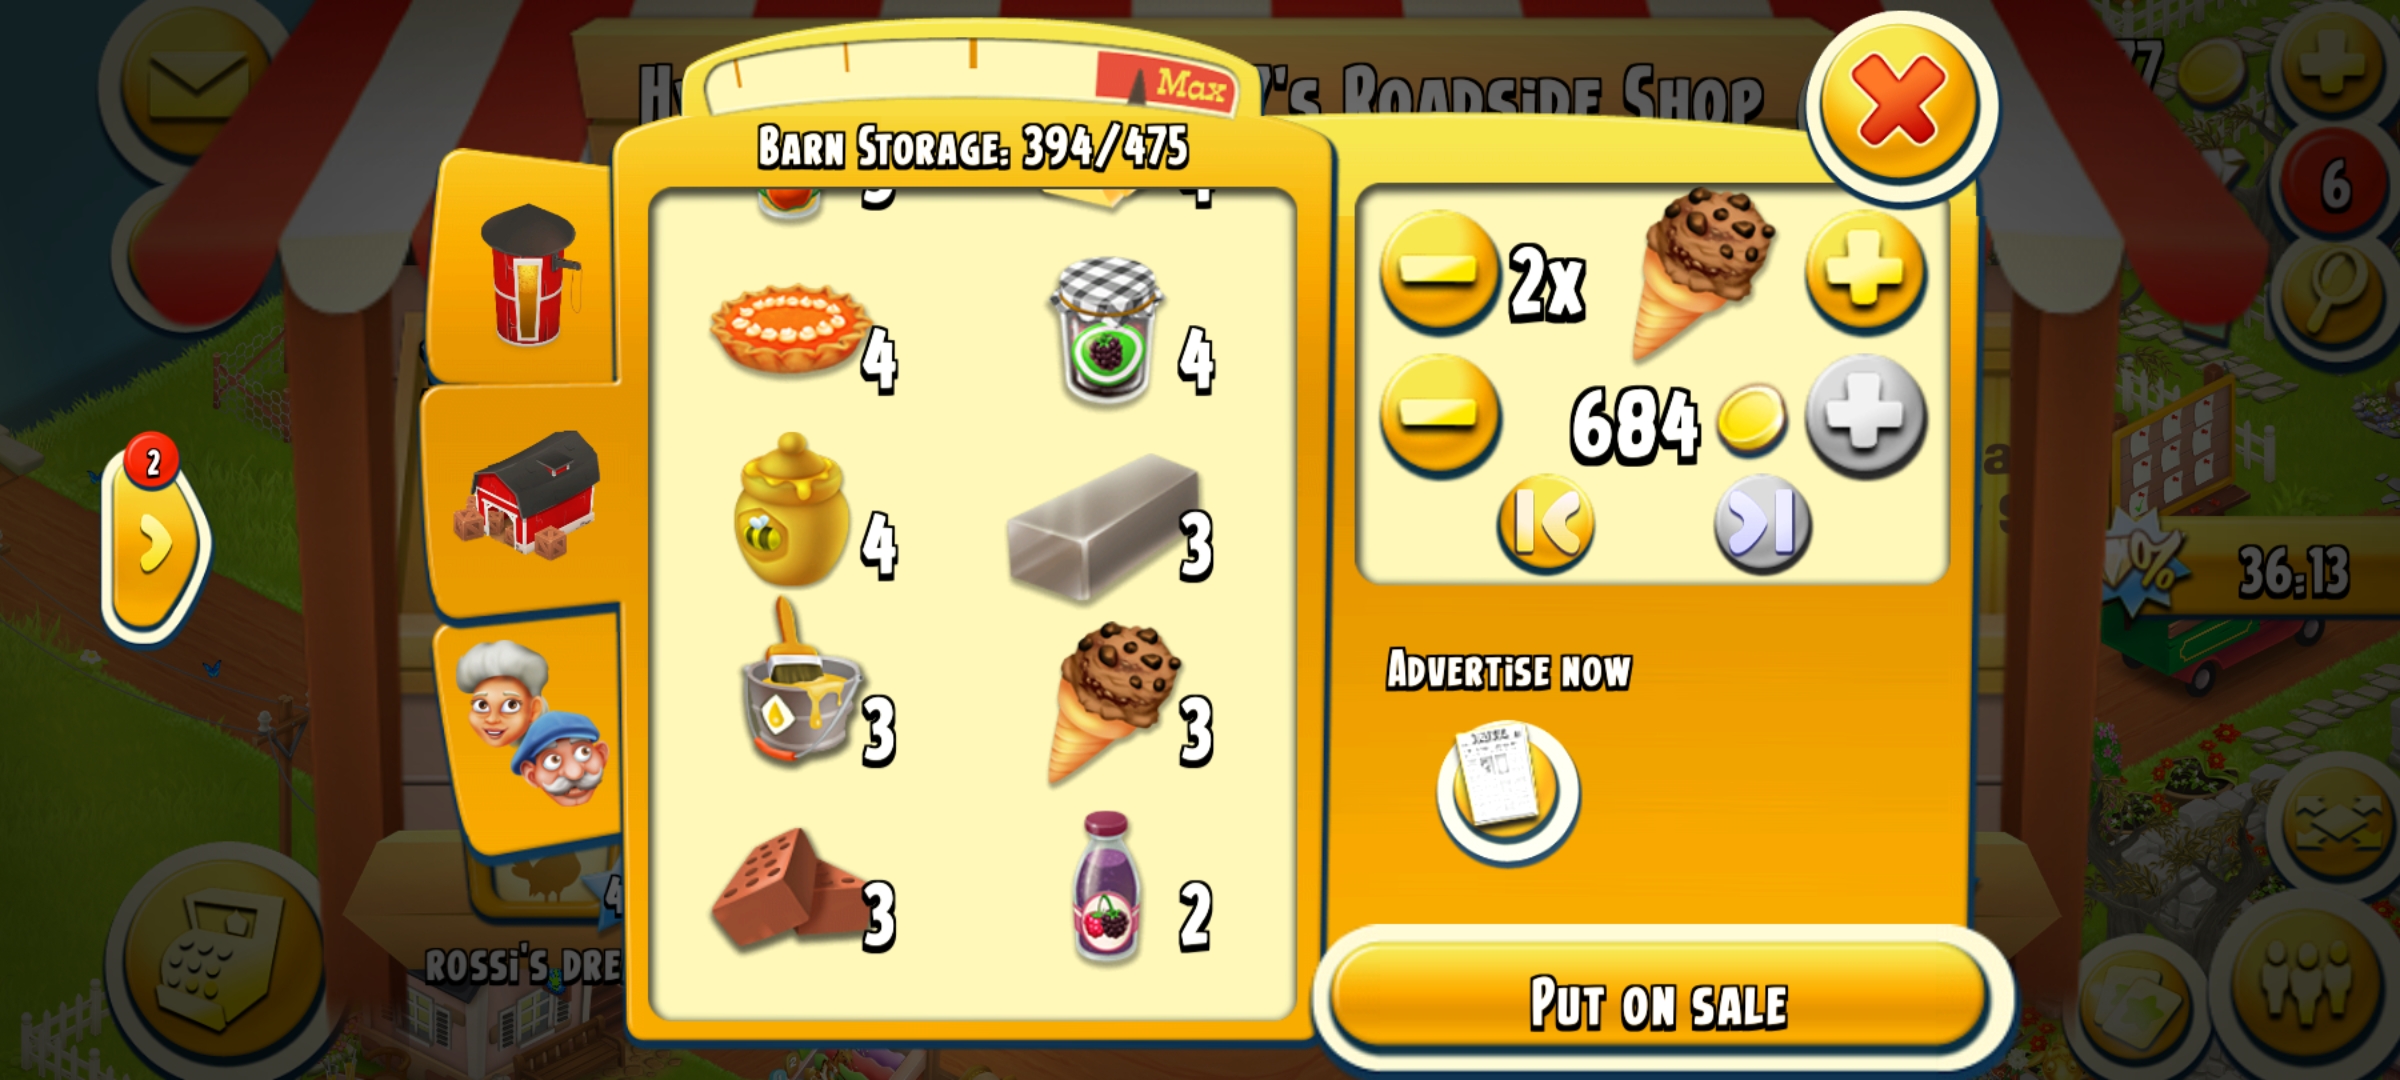 Max
'S ROADSIDE SHOP
BARN STORAGE: 394/475
6
2x
4
4
684
2
4
3
36:13
3
3
ADVERTISE NOW
3
2
ROSSI'S DRE
PUT ON SALE